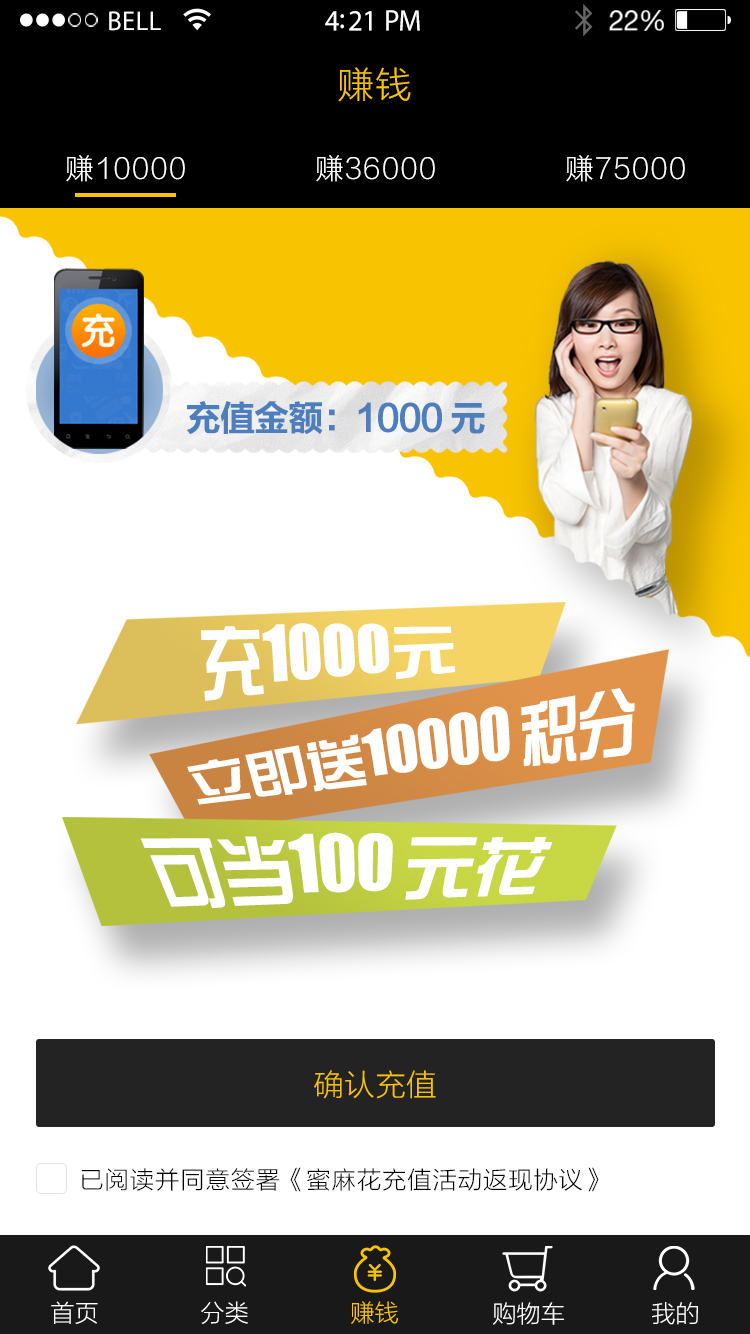 BELL 4:21 PM 22%
赚钱
赚10000 赚36000 赚75000
充
充值金额：1000 元
充1000元
立即送10000 积分
可当100 元花
确认充值
已阅读并同意签署《蜜麻花充值活动返现协议》
首页 分类 赚钱 购物车 我的